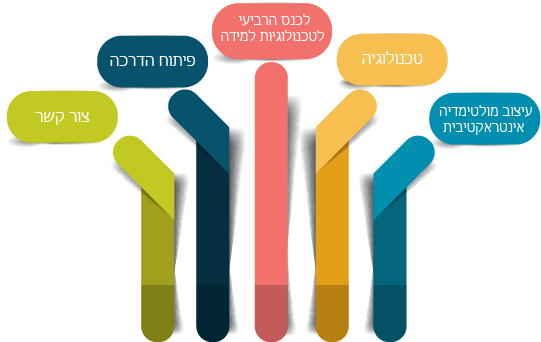 לכנס הרביעי
לטכנולוגיות למידה
טכנולוגיה
פיתוח הדרכה
עיצוב מולטימדיה
אינטראקטיבית
צור קשר